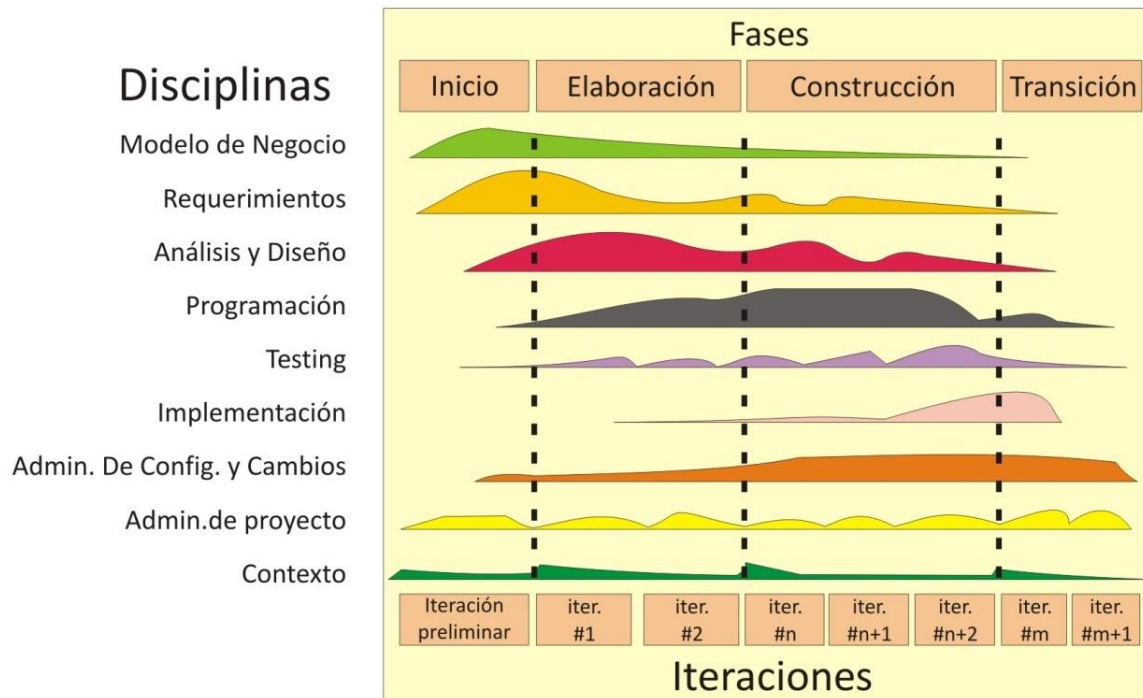 Fases
Disciplinas
Inicio
Elaboración
Construcción
Transición
Modelo de Negocio
Requerimientos
Análisis y Diseño
Programación
Testing
Implementación
Admin. De Config. y Cambios
Admin.de proyecto
Contexto
Iteración
preliminar
iter.
#1
iter.
#2
iter.
#n
iter.
#n+1
iter.
#n+2
iter.
#m
iter.
#m+1
Iteraciones